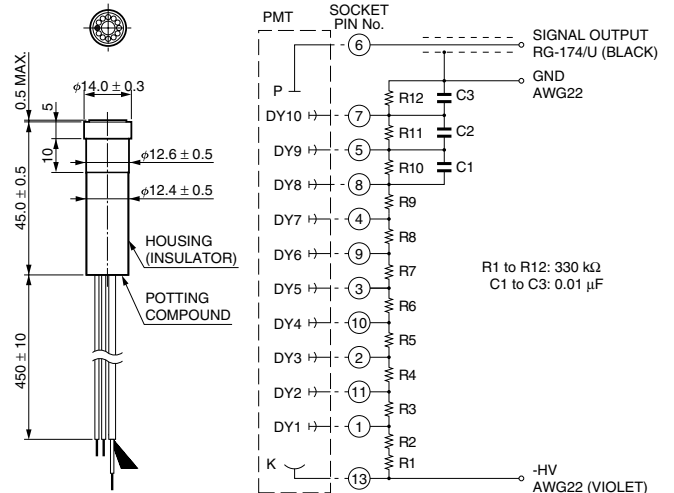 0.5 MAX.
φ14.0 ± 0.3
5
10
φ12.6 ± 0.5
φ12.4 ± 0.5
45.0 ± 0.5
HOUSING
(INSULATOR)
POTTING
COMPOUND
450 ± 10
PMT
SOCKET
PIN No.
6
SIGNAL OUTPUT
RG-174/U (BLACK)
GND
AWG22
P
R12
C3
DY10
7
R11
C2
DY9
5
R10
C1
DY8
8
R9
DY7
4
R8
DY6
9
R7
DY5
3
R6
DY4
10
R5
DY3
2
R4
DY2
11
R3
DY1
1
R2
K
R1
13
R1 to R12: 330 kΩ
C1 to C3: 0.01 μF
-HV
AWG22 (VIOLET)